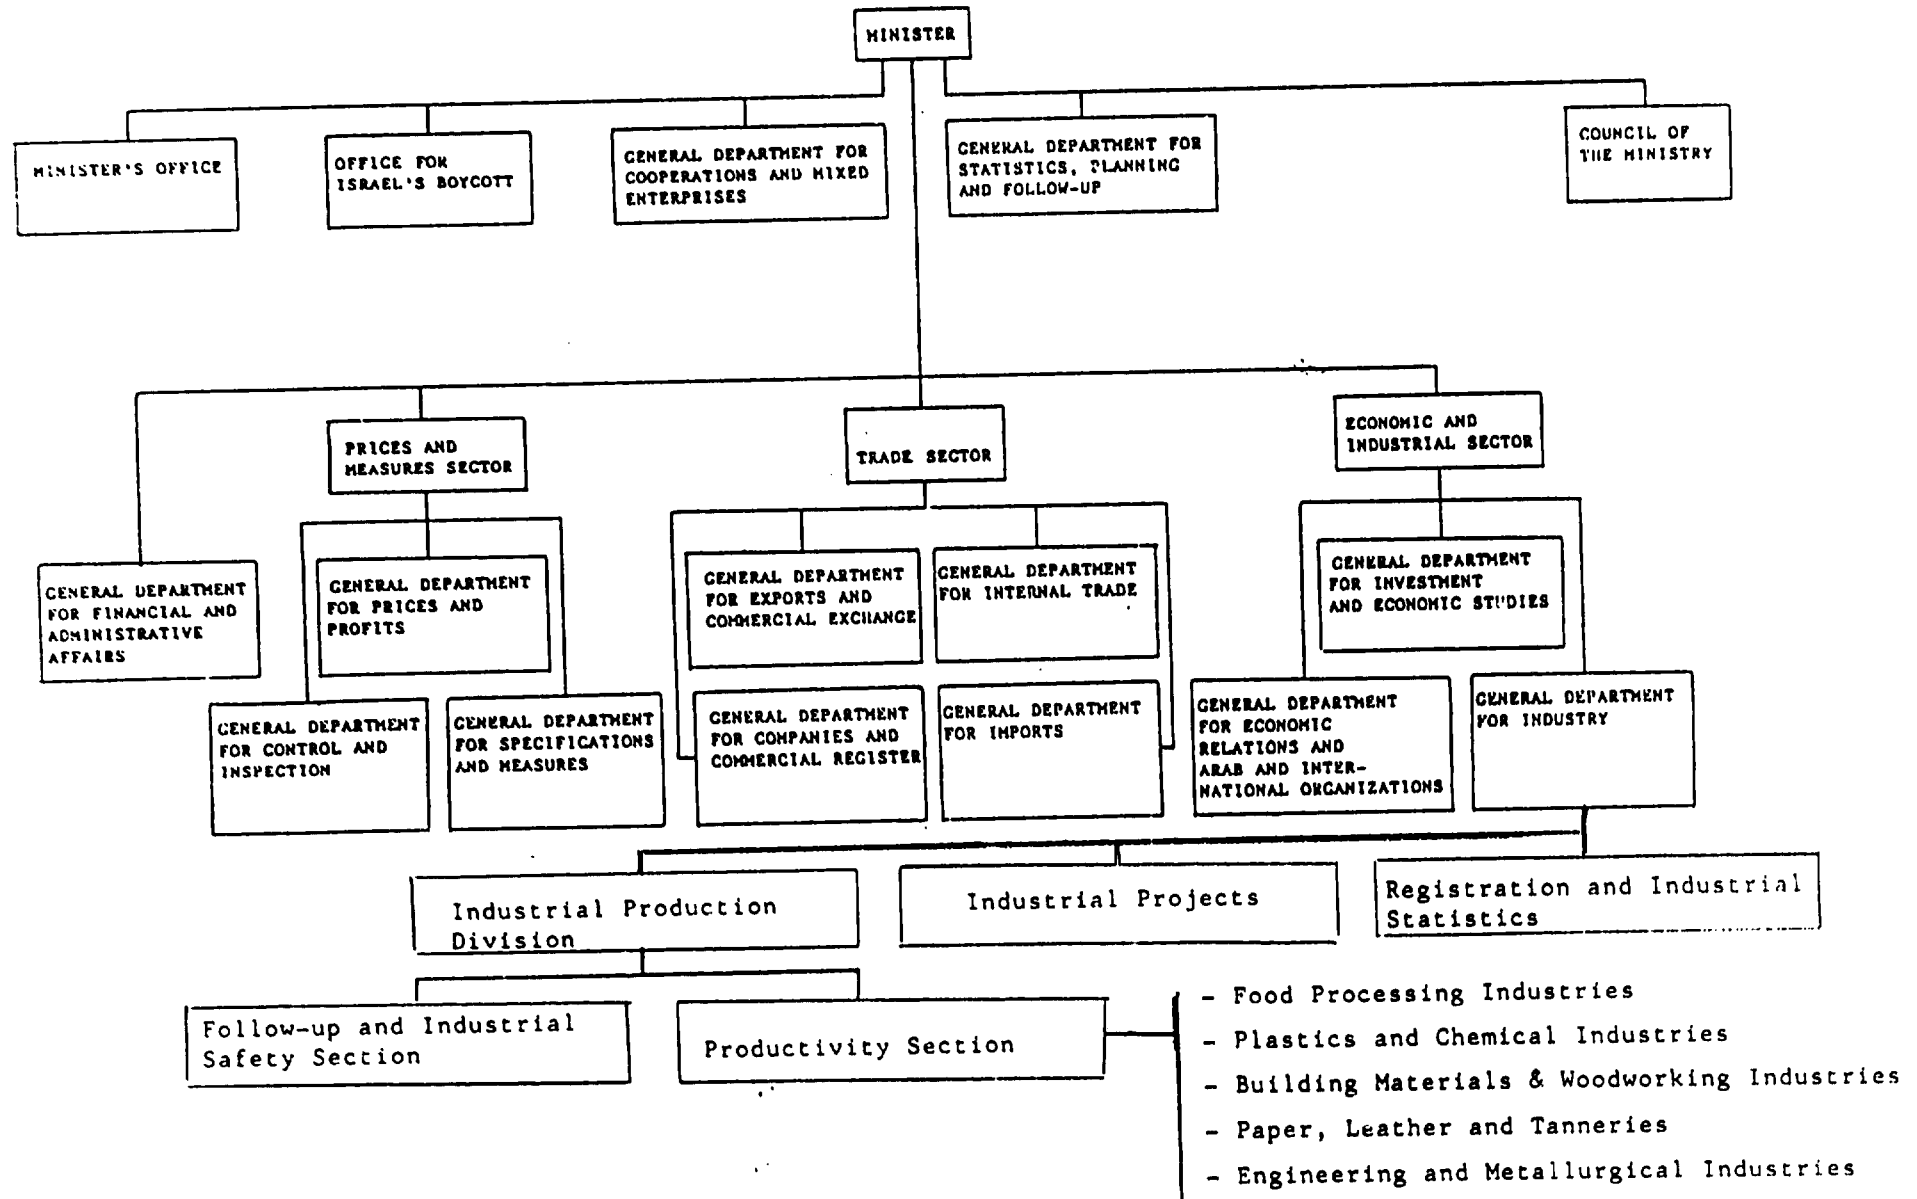 MINISTER
MINISTER'S OFFICE
OFFICE FOR
ISRAEL'S BOYCOTT
GENERAL DEPARTMENT FOR
COOPERATIONS AND MIXED
ENTERPRISES
GENERAL DEPARTMENT FOR
STATISTICS, PLANNING
AND FOLLOW-UP
COUNCIL OF
THE MINISTRY
PRICES AND
MEASURES SECTOR
TRADE SECTOR
ECONOMIC AND
INDUSTRIAL SECTOR
GENERAL DEPARTMENT
FOR FINANCIAL AND
ADMINISTRATIVE
AFFAIRS
GENERAL DEPARTMENT
FOR PRICES AND
PROFITS
GENERAL DEPARTMENT
FOR EXPORTS AND
COMMERCIAL EXCHANGE
GENERAL DEPARTMENT
FOR INTERNAL TRADE
GENERAL DEPARTMENT
FOR INVESTMENT
AND ECONOMIC STUDIES
GENERAL DEPARTMENT
FOR CONTROL AND
INSPECTION
GENERAL DEPARTMENT
FOR SPECIFICATIONS
AND MEASURES
GENERAL DEPARTMENT
FOR COMPANIES AND
COMMERCIAL REGISTER
GENERAL DEPARTMENT
FOR IMPORTS
GENERAL DEPARTMENT
FOR ECONOMIC
RELATIONS AND
ARAB AND INTER-
NATIONAL ORGANIZATIONS
GENERAL DEPARTMENT
FOR INDUSTRY
Industrial Production
Division
Industrial Projects
Registration and Industrial
Statistics
Follow-up and Industrial
Safety Section
Productivity Section
- Food Processing Industries
- Plastics and Chemical Industries
- Building Materials & Woodworking Industries
- Paper, Leather and Tanneries
- Engineering and Metallurgical Industries